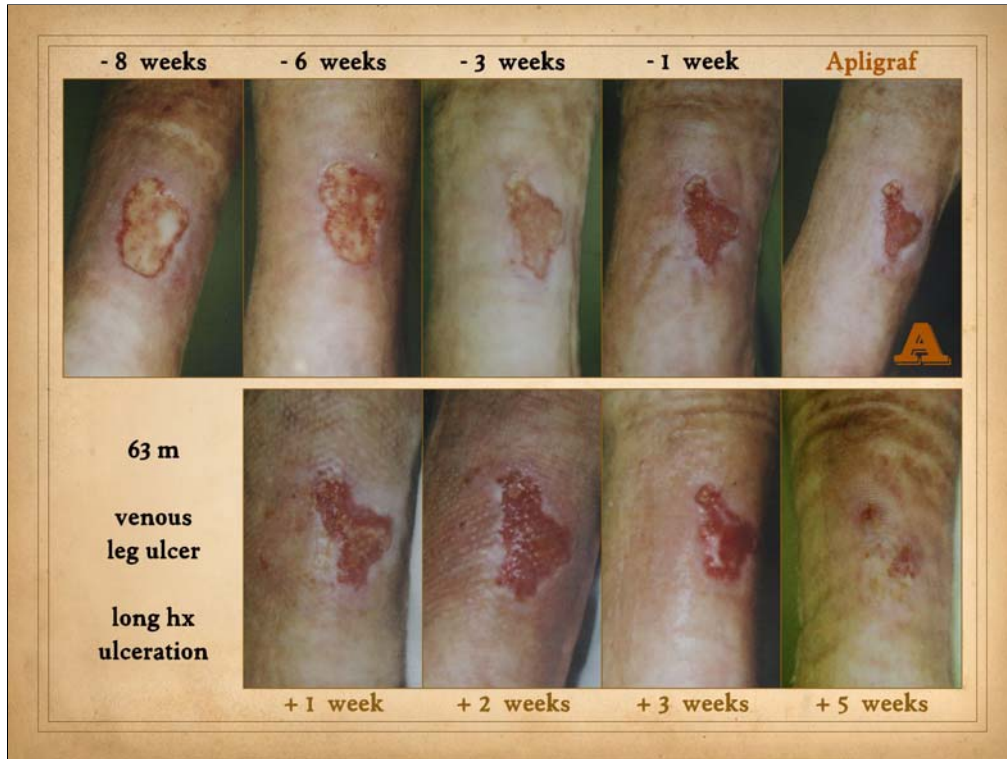 - 8 weeks
- 6 weeks
- 3 weeks
- 1 week
Apligraf
A
63 m
venous
leg ulcer
long hx
ulceration
+ 1 week
+ 2 weeks
+ 3 weeks
+ 5 weeks